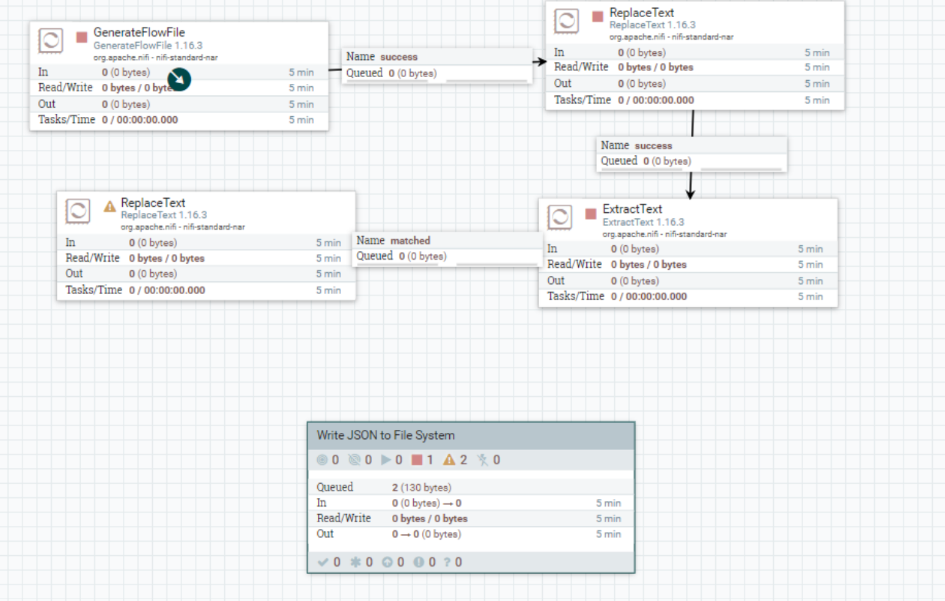 GenerateFlowFile
GenerateFlowFile 1.16.3
org.apache.nifi - nifi-standard-nar
In 0 (0 bytes) 5 min
Read/Write 0 bytes / 0 byte 5 min
Out 0 (0 bytes) 5 min
Tasks/Time 0 / 00:00:00.000 5 min
Name success
Queued 0 (0 bytes)
ReplaceText
ReplaceText 1.16.3
org.apache.nifi - nifi-standard-nar
In 0 (0 bytes) 5 min
Read/Write 0 bytes / 0 bytes 5 min
Out 0 (0 bytes) 5 min
Tasks/Time 0 / 00:00:00.000 5 min
Name success
Queued 0 (0 bytes)
ReplaceText
ReplaceText 1.16.3
org.apache.nifi - nifi-standard-nar
In 0 (0 bytes) 5 min
Read/Write 0 bytes / 0 bytes 5 min
Out 0 (0 bytes) 5 min
Tasks/Time 0 / 00:00:00.000 5 min
Name matched
Queued 0 (0 bytes)
ExtractText
ExtractText 1.16.3
org.apache.nifi - nifi-standard-nar
In 0 (0 bytes) 5 min
Read/Write 0 bytes / 0 bytes 5 min
Out 0 (0 bytes) 5 min
Tasks/Time 0 / 00:00:00.000 5 min
Write JSON to File System
0 0 0 1 2 0
Queued 2 (130 bytes)
In 0 (0 bytes) → 0 5 min
Read/Write 0 bytes / 0 bytes 5 min
Out 0 → 0 (0 bytes) 5 min
0 0 0 0 ? 0